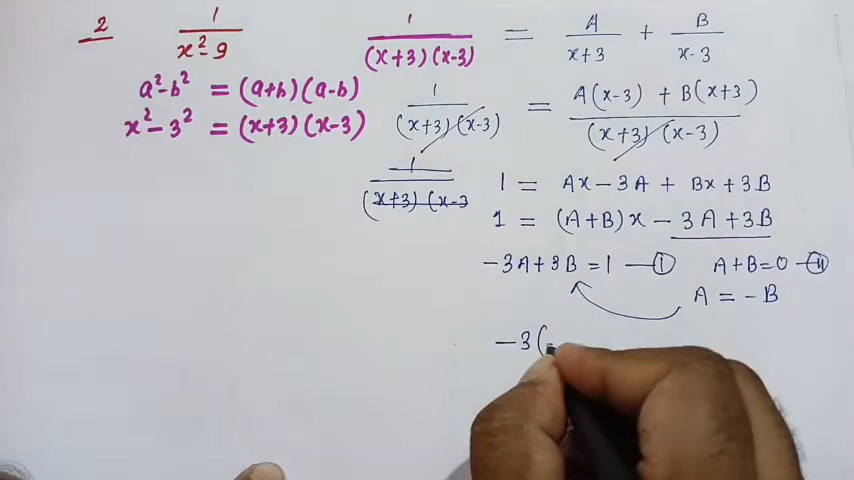 2 1/(x²-9)
a²-b² = (a+b)(a-b)
x²-3² = (x+3)(x-3)
1/((x+3)(x-3)) = A/(x+3) + B/(x-3)
1/((x+3)(x-3)) = (A(x-3) + B(x+3))/((x+3)(x-3))
1/((x+3)(x-3
1 = Ax-3A + Bx+3B
1 = (A+B)x - 3A+3B
-3A+3B=1 — I A+B=0 — II
A = -B
-3(